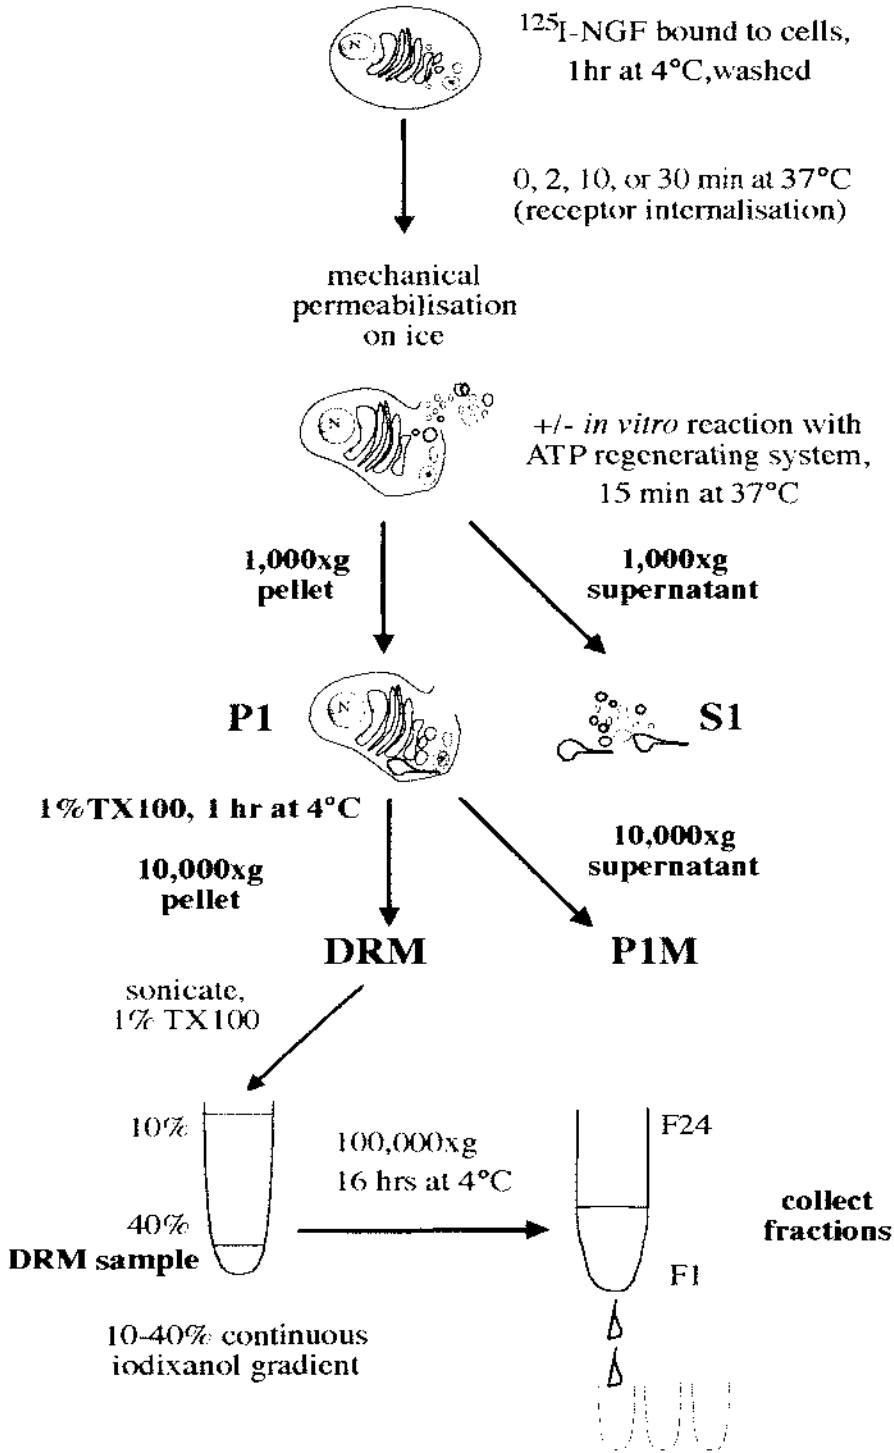 ¹²⁵I-NGF bound to cells,
1hr at 4°C,washed
0, 2, 10, or 30 min at 37°C
(receptor internalisation)
mechanical
permeabilisation
on ice
+/- in vitro reaction with
ATP regenerating system,
15 min at 37°C
1,000xg
pellet
1,000xg
supernatant
P1
S1
1%TX100, 1 hr at 4°C
10,000xg
pellet
10,000xg
supernatant
DRM
P1M
sonicate,
1% TX100
10%
100,000xg
16 hrs at 4°C
F24
40%
DRM sample
collect
fractions
F1
10-40% continuous
iodixanol gradient
N
N
N